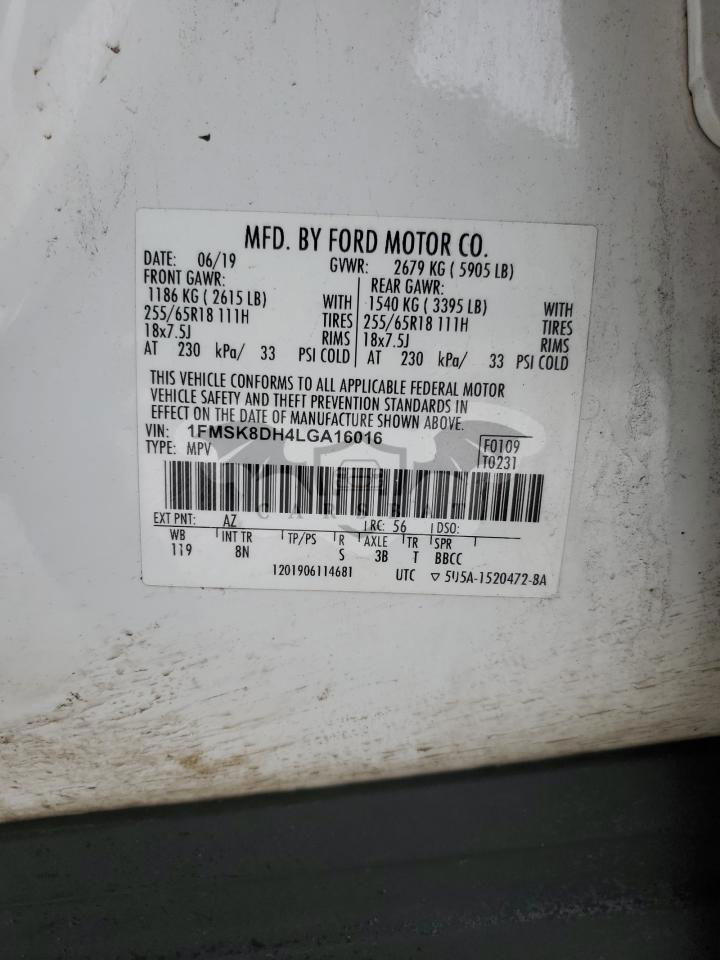 MFD. BY FORD MOTOR CO.
DATE: 06/19 GVWR: 2679 KG ( 5905 LB)
FRONT GAWR: REAR GAWR:
1186 KG ( 2615 LB) WITH 1540 KG ( 3395 LB) WITH
255/65R18 111H TIRES 255/65R18 111H TIRES
18x7.5J RIMS 18x7.5J RIMS
AT 230 kPa/ 33 PSI COLD AT 230 kPa/ 33 PSI COLD
THIS VEHICLE CONFORMS TO ALL APPLICABLE FEDERAL MOTOR
VEHICLE SAFETY AND THEFT PREVENTION STANDARDS IN
EFFECT ON THE DATE OF MANUFACTURE SHOWN ABOVE.
VIN: 1FMSK8DH4LGA16016 F0109
TYPE: MPV T0231
EXT PNT: AZ RC: 56 DSO:
WB INT TR TP/PS R AXLE TR SPR
119 8N S 3B T BBCC
1201906114681 UTC ▽ 5U5A-1520472-BA